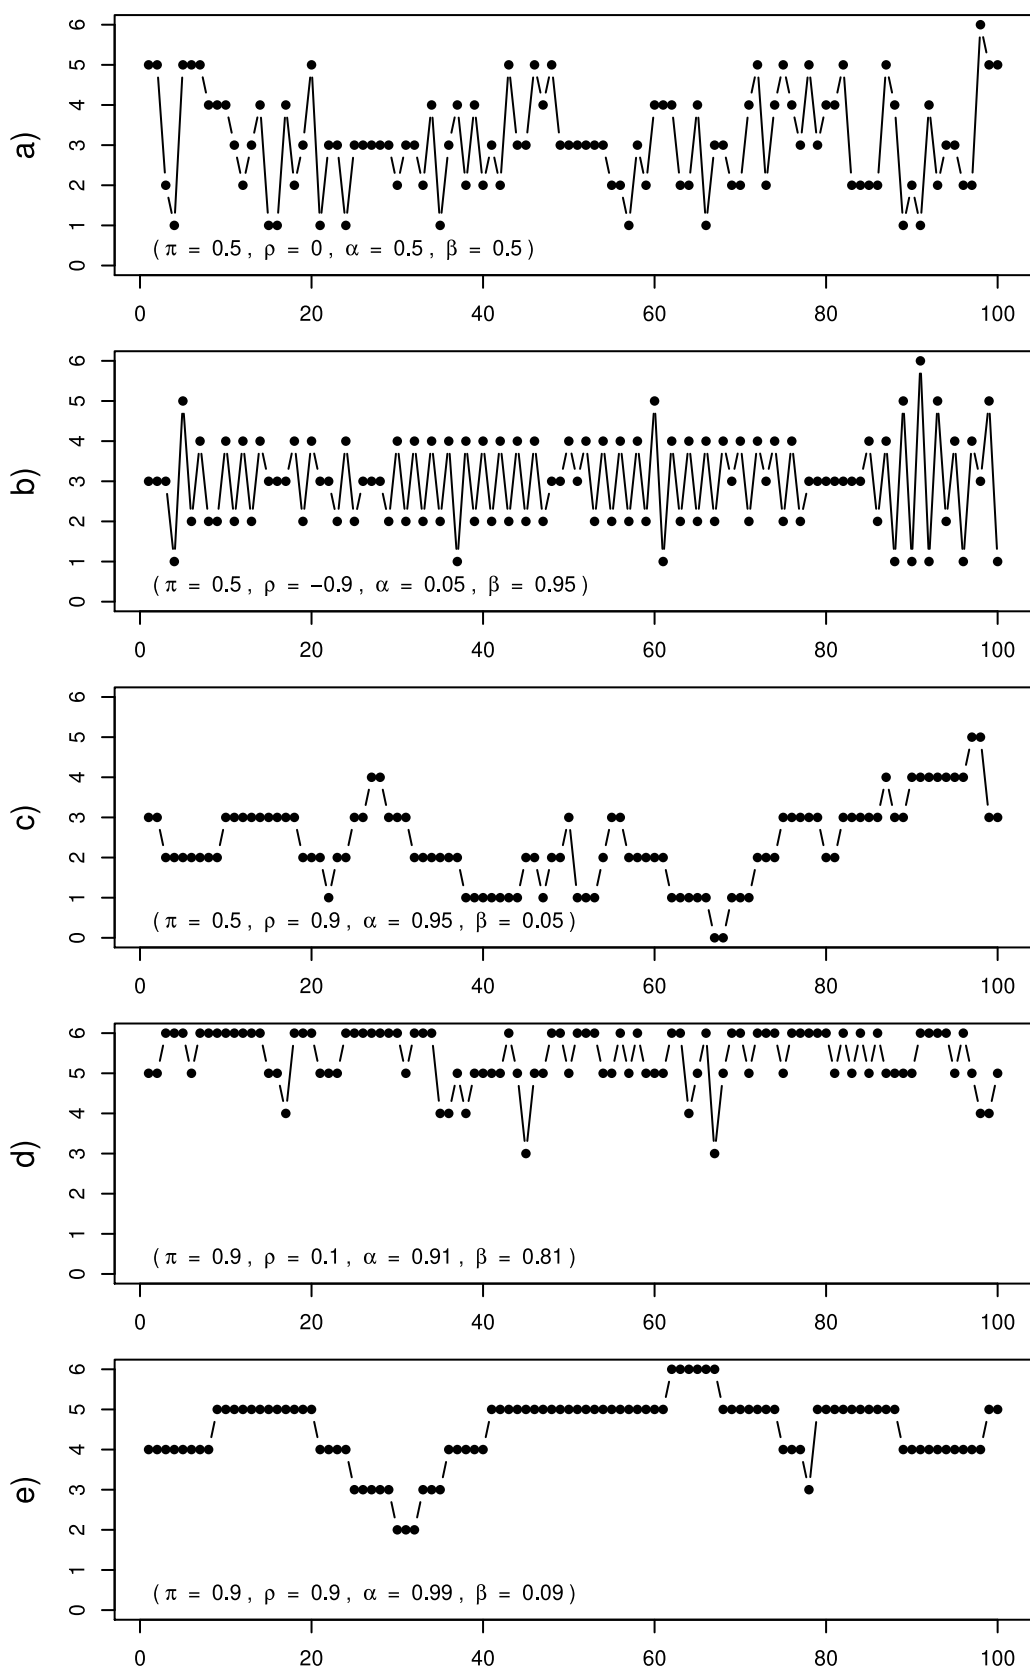 6
5
4
3
2
1
0
a)
( π = 0.5 , ρ = 0 , α = 0.5 , β = 0.5 )
0 20 40 60 80 100
6
5
4
3
2
1
0
b)
( π = 0.5 , ρ = −0.9 , α = 0.05 , β = 0.95 )
0 20 40 60 80 100
6
5
4
3
2
1
0
c)
( π = 0.5 , ρ = 0.9 , α = 0.95 , β = 0.05 )
0 20 40 60 80 100
6
5
4
3
2
1
0
d)
( π = 0.9 , ρ = 0.1 , α = 0.91 , β = 0.81 )
0 20 40 60 80 100
6
5
4
3
2
1
0
e)
( π = 0.9 , ρ = 0.9 , α = 0.99 , β = 0.09 )
0 20 40 60 80 100